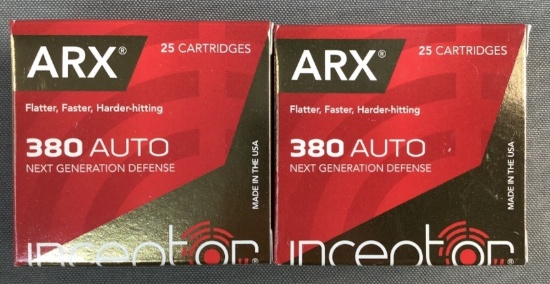 ARX® 25 CARTRIDGES
Flatter, Faster, Harder-hitting
380 AUTO
NEXT GENERATION DEFENSE
MADE IN THE USA
inceptor®
ARX® 25 CARTRIDGES
Flatter, Faster, Harder-hitting
380 AUTO
NEXT GENERATION DEFENSE
MADE IN THE USA
inceptor®